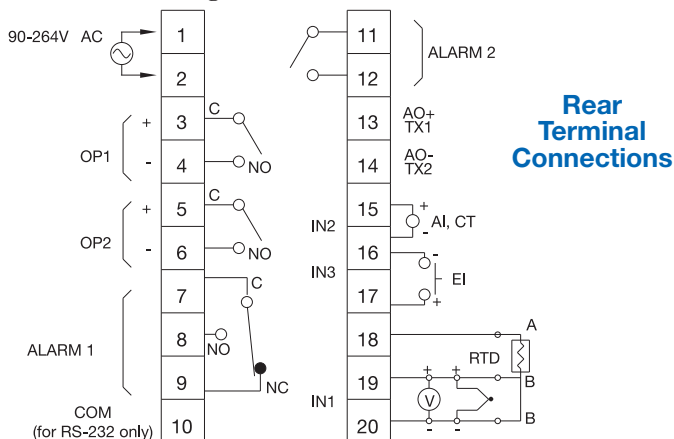 90-264V AC
1
2
OP1
+
-
3
4
C
NO
OP2
+
-
5
6
C
NO
ALARM 1
7
8
9
C
NO
NC
COM
(for RS-232 only)
10
11
12
ALARM 2
13
AO+
TX1
14
AO-
TX2
15
IN2
+
-
AI, CT
16
IN3
17
-
+
EI
18
A
RTD
19
+
+
B
V
IN1
20
-
-
B
Rear
Terminal
Connections